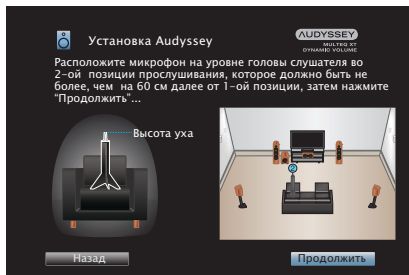 Установка Audyssey
AUDYSSEY
MULTEQ XT
DYNAMIC VOLUME
Расположите микрофон на уровне головы слушателя во
2-ой позиции прослушивания, которое должно быть не
более, чем на 60 см далее от 1-ой позиции, затем нажмите
"Продолжить"...
Высота уха
Назад
Продолжить